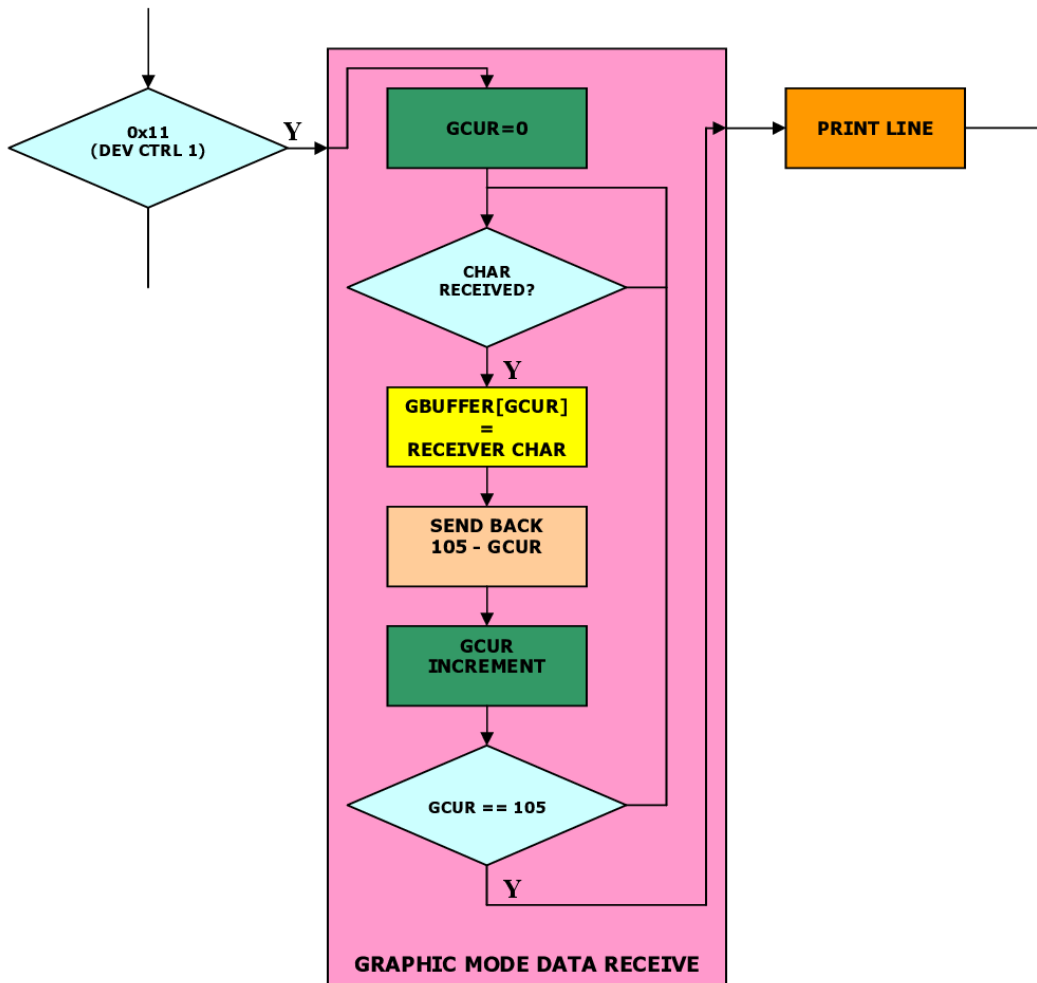 0x11
(DEV CTRL 1)
Y
GCUR=0
PRINT LINE
CHAR
RECEIVED?
Y
GBUFFER[GCUR]
=
RECEIVER CHAR
SEND BACK
105 - GCUR
GCUR
INCREMENT
GCUR == 105
Y
GRAPHIC MODE DATA RECEIVE